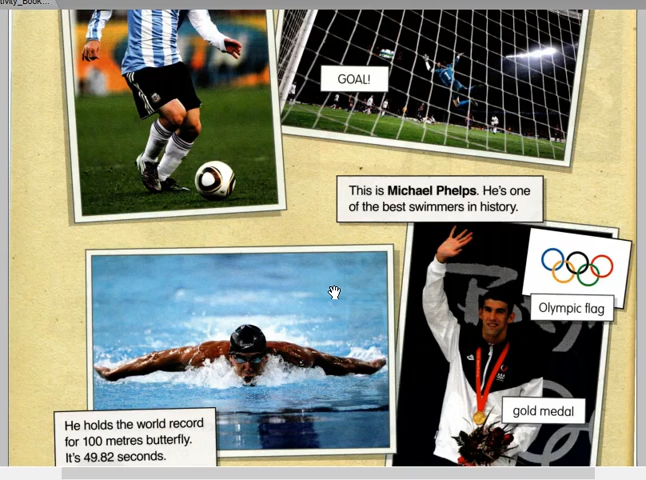 tivity_Book...
GOAL!
This is Michael Phelps. He's one
of the best swimmers in history.
Olympic flag
gold medal
He holds the world record
for 100 metres butterfly.
It's 49.82 seconds.